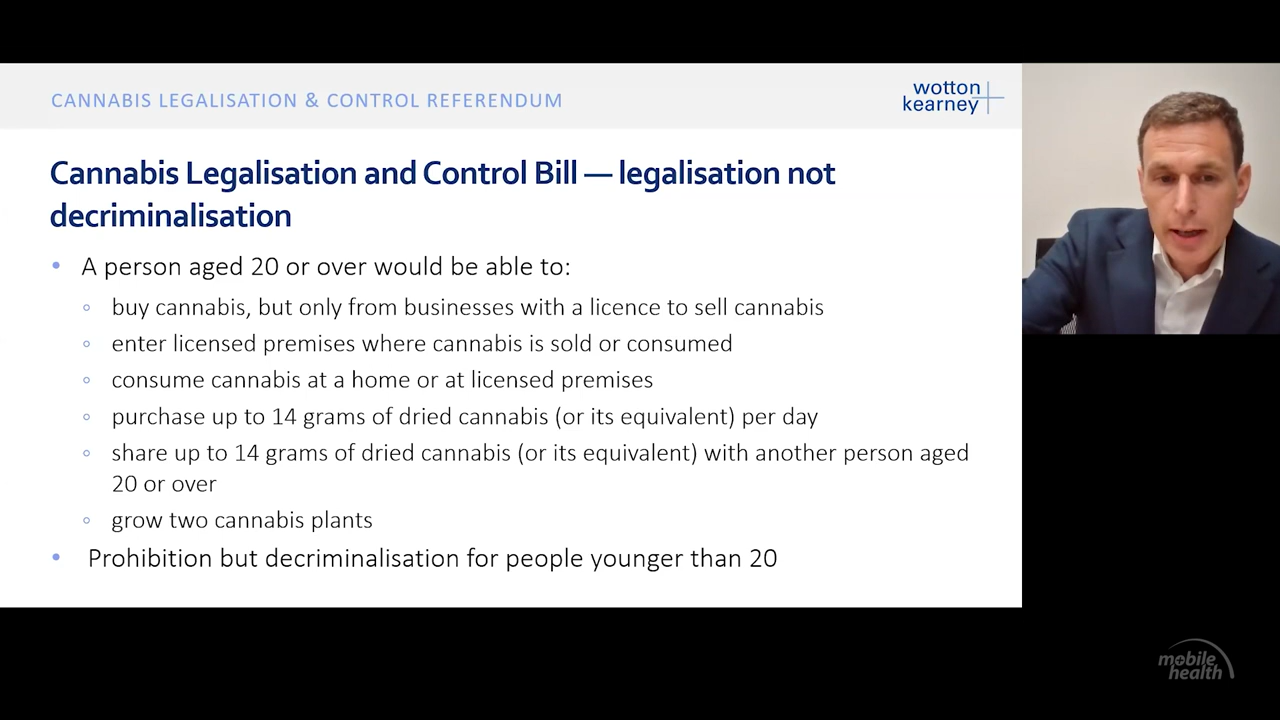 CANNABIS LEGALISATION & CONTROL REFERENDUM
wotton
kearney
Cannabis Legalisation and Control Bill — legalisation not
decriminalisation
• A person aged 20 or over would be able to:
◦ buy cannabis, but only from businesses with a licence to sell cannabis
◦ enter licensed premises where cannabis is sold or consumed
◦ consume cannabis at a home or at licensed premises
◦ purchase up to 14 grams of dried cannabis (or its equivalent) per day
◦ share up to 14 grams of dried cannabis (or its equivalent) with another person aged
20 or over
◦ grow two cannabis plants
• Prohibition but decriminalisation for people younger than 20
mobile
health